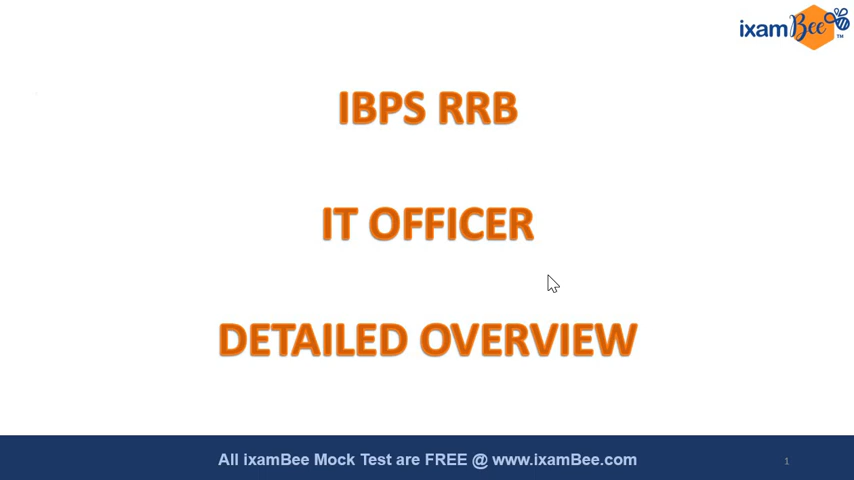 ixamBee
TM
IBPS RRB
IT OFFICER
DETAILED OVERVIEW
All ixamBee Mock Test are FREE @ www.ixamBee.com
1